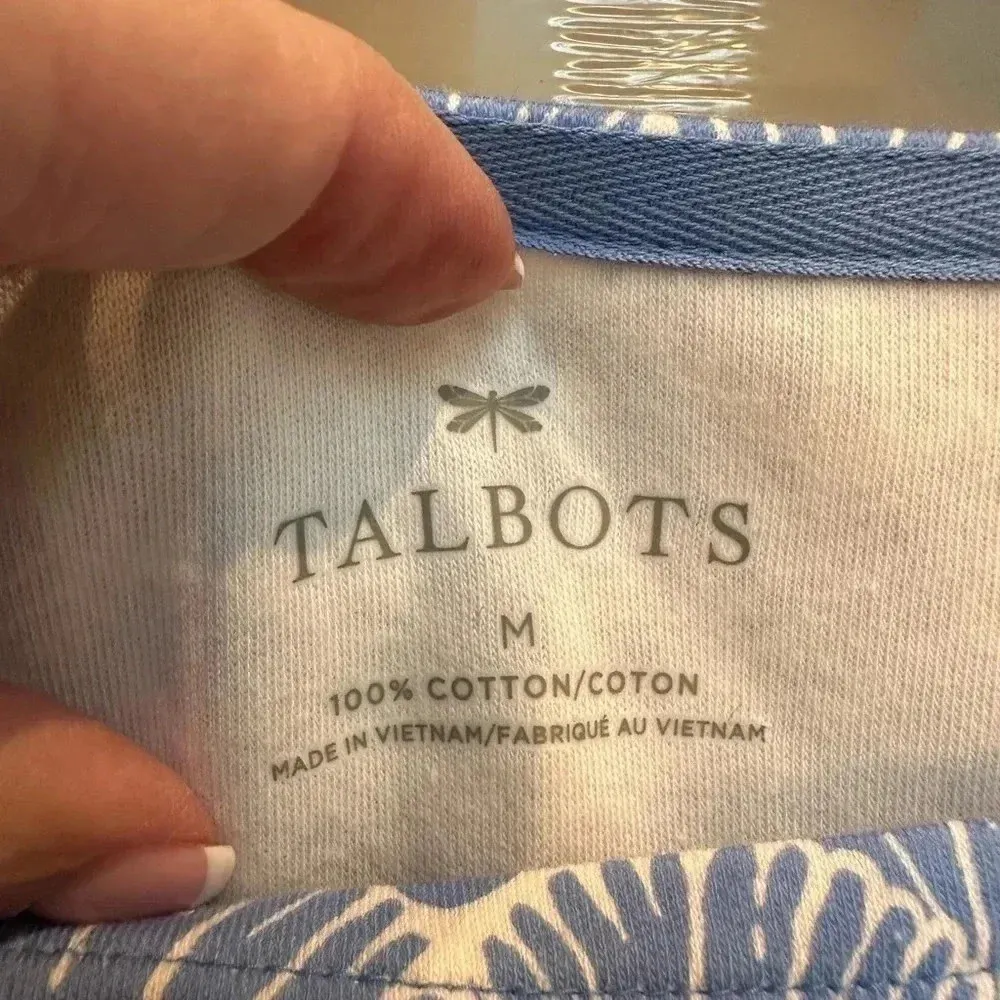 TALBOTS
M
100% COTTON/COTON
MADE IN VIETNAM/FABRIQUÉ AU VIETNAM